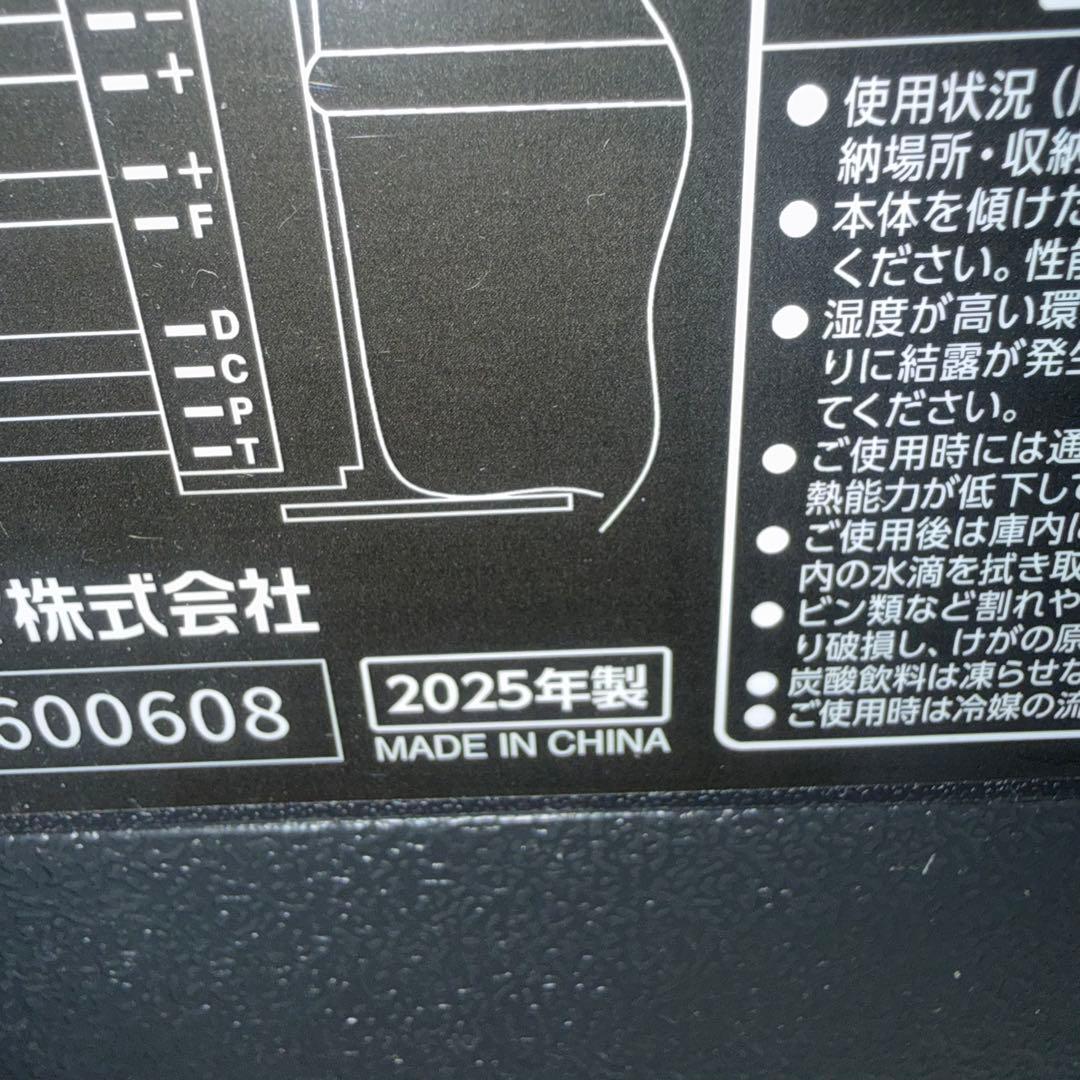 +
+
F
D
C
P
T
株式会社
600608
2025年製
MADE IN CHINA
● 使用状況（
納場所・収納
● 本体を傾けた
ください。性能
● 湿度が高い環
りに結露が発生
てください。
● ご使用時には通
熱能力が低下して
● ご使用後は庫内に
内の水滴を拭き取
● ビン類など割れや
り破損し、けがの原
● 炭酸飲料は凍らせな
● ご使用時は冷媒の流